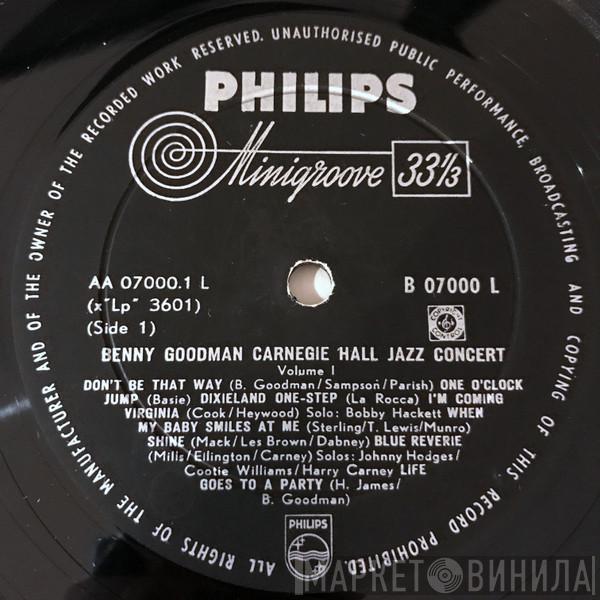 ALL RIGHTS OF THE MANUFACTURER AND OF THE OWNER OF THE RECORDED WORK RESERVED. UNAUTHORISED PUBLIC PERFORMANCE, BROADCASTING AND COPYING OF THIS RECORD PROHIBITED
PHILIPS
Minigroove 33 1/3
AA 07000.1 L
(x"Lp" 3601)
(Side 1)
B 07000 L
COPYRIGHT
CONTROL
BENNY GOODMAN CARNEGIE HALL JAZZ CONCERT
Volume I
DON'T BE THAT WAY (B. Goodman/Sampson/Parish) ONE O'CLOCK
JUMP (Basie) DIXIELAND ONE-STEP (La Rocca) I'M COMING
VIRGINIA (Cook/Heywood) Solo: Bobby Hackett WHEN
MY BABY SMILES AT ME (Sterling/T. Lewis/Munro)
SHINE (Mack/Les Brown/Dabney) BLUE REVERIE
(Mills/Ellington/Carney) Solos: Johnny Hodges/
Cootie Williams/Harry Carney LIFE
GOES TO A PARTY (H. James/
B. Goodman)
PHILIPS
МАРКЕТ ВИНИЛА